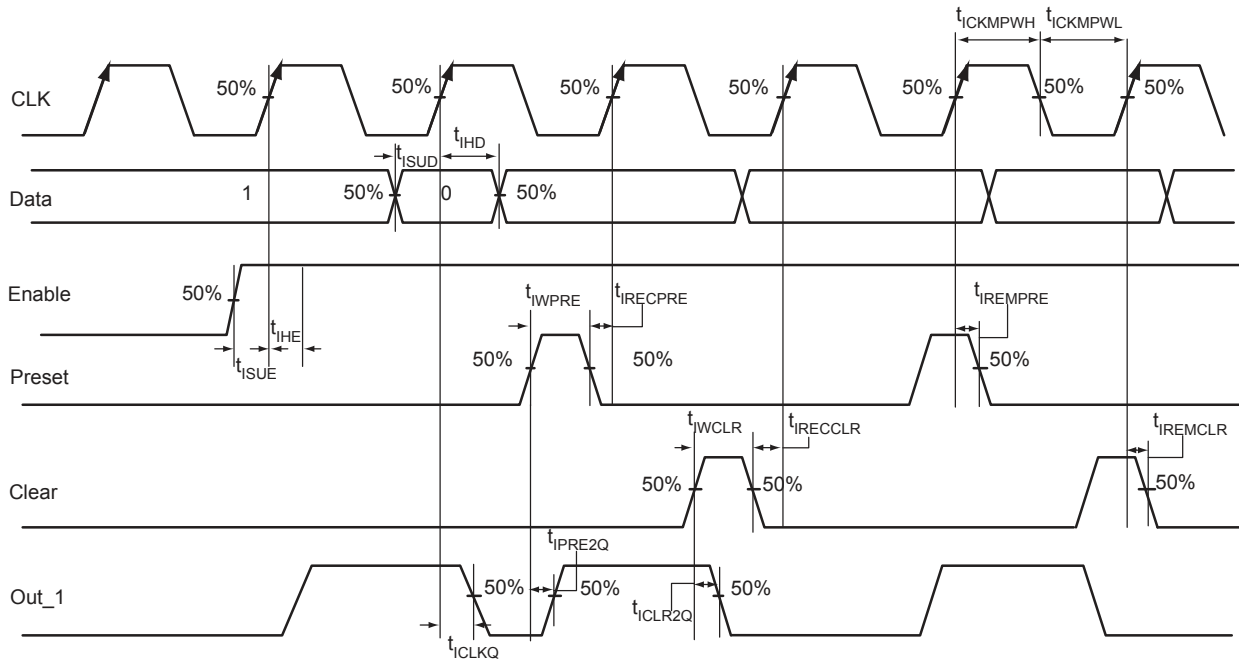 tICKMPWH tICKMPWL
CLK 50% 50% 50% 50% 50% 50% 50%
tISUD tIHD
Data 1 50% 0 50%
Enable 50% tIWPRE tIRECPRE tIREMPRE
tIHE
tISUE
Preset 50% 50% 50%
tIWCLR tIRECCLR tIREMCLR
Clear 50% 50% 50%
tIPRE2Q
Out_1 50% 50% tICLR2Q 50%
tICLKQ